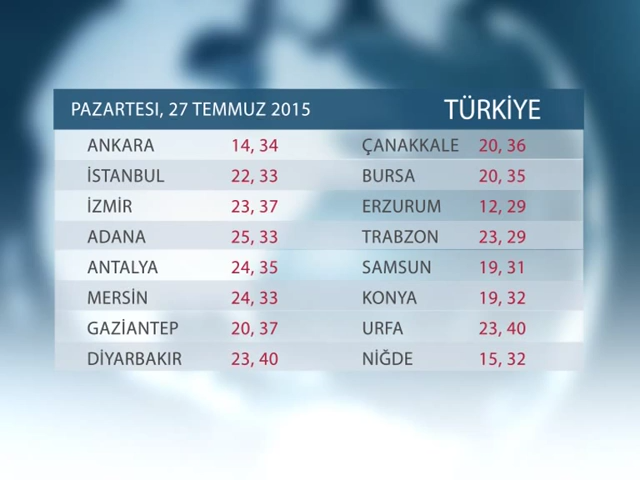 PAZARTESI, 27 TEMMUZ 2015 TÜRKİYE
ANKARA 14, 34 ÇANAKKALE 20, 36
İSTANBUL 22, 33 BURSA 20, 35
İZMİR 23, 37 ERZURUM 12, 29
ADANA 25, 33 TRABZON 23, 29
ANTALYA 24, 35 SAMSUN 19, 31
MERSİN 24, 33 KONYA 19, 32
GAZİANTEP 20, 37 URFA 23, 40
DİYARBAKIR 23, 40 NİĞDE 15, 32